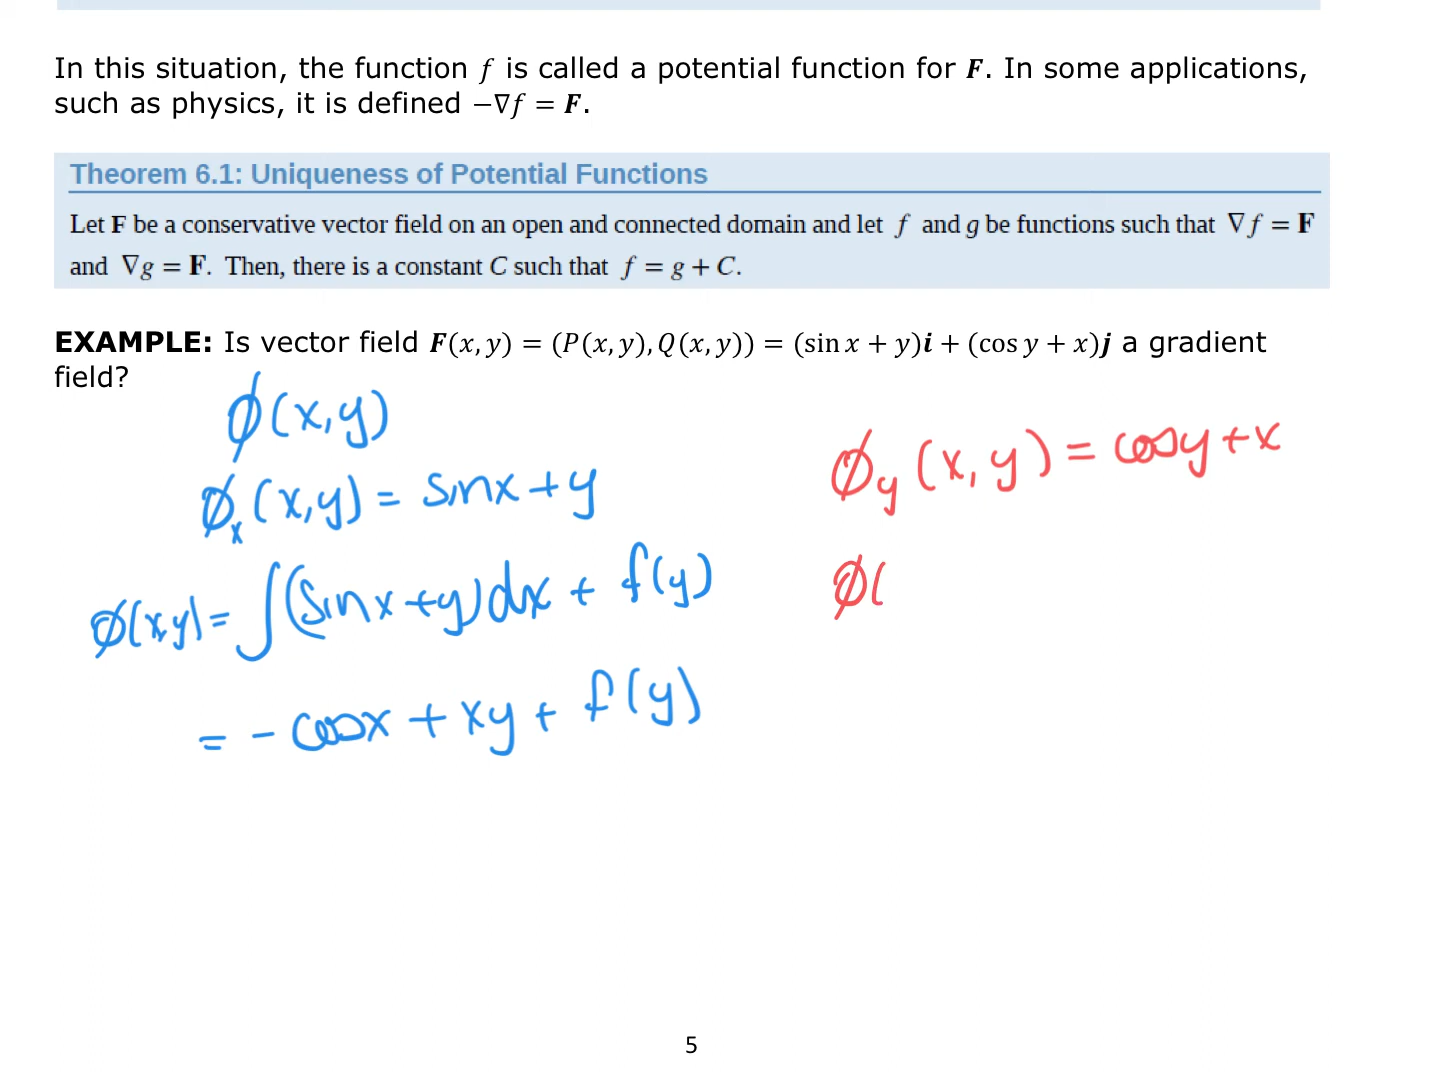 In this situation, the function f is called a potential function for F. In some applications,
such as physics, it is defined −∇f = F.
Theorem 6.1: Uniqueness of Potential Functions
Let F be a conservative vector field on an open and connected domain and let f and g be functions such that ∇f = F
and ∇g = F. Then, there is a constant C such that f = g + C.
EXAMPLE: Is vector field F(x, y) = (P(x, y), Q(x, y)) = (sin x + y)i + (cos y + x)j a gradient
field?
ϕ(x,y)
ϕₓ(x,y) = sinx+y
ϕ(x,y) = ∫(sinx+y)dx + f(y)
= - cosx + xy + f(y)
ϕ_y (x,y) = cosy+x
ϕ(
5